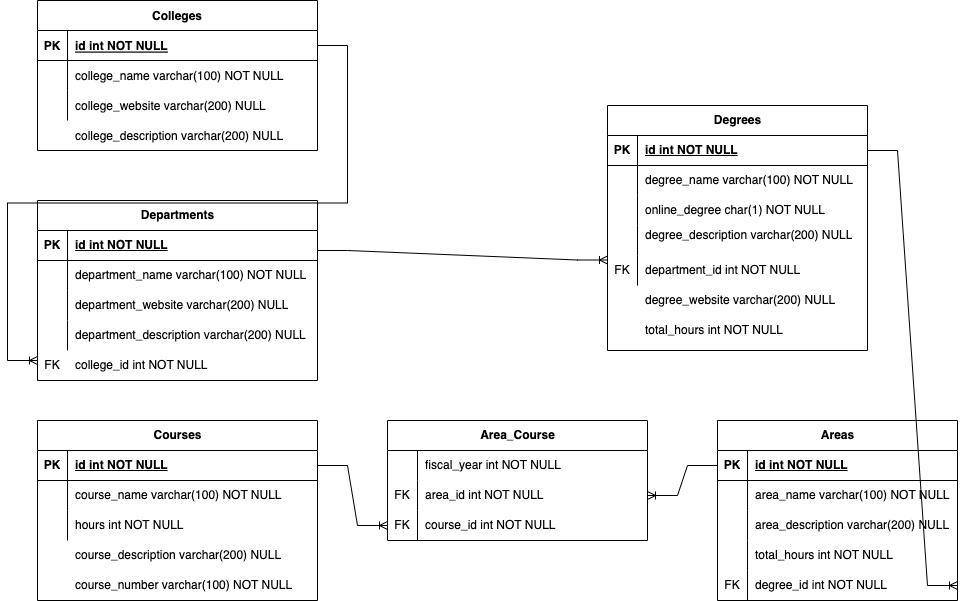 Colleges
PK id int NOT NULL
college_name varchar(100) NOT NULL
college_website varchar(200) NULL
college_description varchar(200) NULL
Departments
PK id int NOT NULL
department_name varchar(100) NOT NULL
department_website varchar(200) NULL
department_description varchar(200) NULL
FK college_id int NOT NULL
Degrees
PK id int NOT NULL
degree_name varchar(100) NOT NULL
online_degree char(1) NOT NULL
degree_description varchar(200) NULL
FK department_id int NOT NULL
degree_website varchar(200) NULL
total_hours int NOT NULL
Courses
PK id int NOT NULL
course_name varchar(100) NOT NULL
hours int NOT NULL
course_description varchar(200) NULL
course_number varchar(100) NOT NULL
Area_Course
fiscal_year int NOT NULL
FK area_id int NOT NULL
FK course_id int NOT NULL
Areas
PK id int NOT NULL
area_name varchar(100) NOT NULL
area_description varchar(200) NULL
total_hours int NOT NULL
FK degree_id int NOT NULL